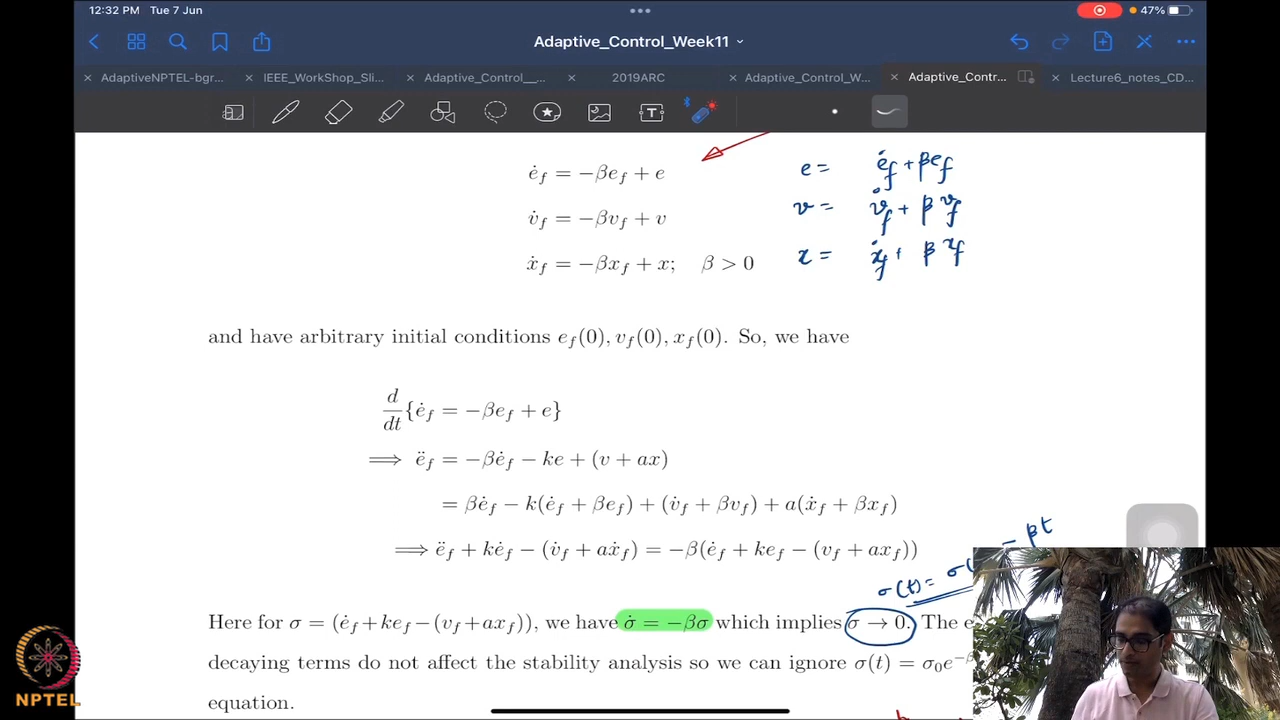 12:32 PM Tue 7 Jun
47%
Adaptive_Control_Week11
AdaptiveNPTEL-bgr...
IEEE_WorkShop_Sli...
Adaptive_Control__...
2019ARC
Adaptive_Control_W...
Adaptive_Contr...
Lecture6_notes_CD...
ė_f = −βe_f + e
e = ė_f + βe_f
v̇_f = −βv_f + v
v = v̇_f + βv_f
ẋ_f = −βx_f + x; β > 0
x = ẋ_f + βx_f
and have arbitrary initial conditions e_f(0), v_f(0), x_f(0). So, we have
d/dt {ė_f = −βe_f + e}
⟹ ë_f = −βė_f − ke + (v + ax)
= βė_f − k(ė_f + βe_f) + (v̇_f + βv_f) + a(ẋ_f + βx_f)
⟹ ë_f + kė_f − (v̇_f + aẋ_f) = −β(ė_f + ke_f − (v_f + ax_f))
σ(t) = σ( − βt
Here for σ = (ė_f + ke_f − (v_f + ax_f)), we have σ̇ = −βσ which implies σ → 0. The
decaying terms do not affect the stability analysis so we can ignore σ(t) = σ₀e^−β
equation.
NPTEL